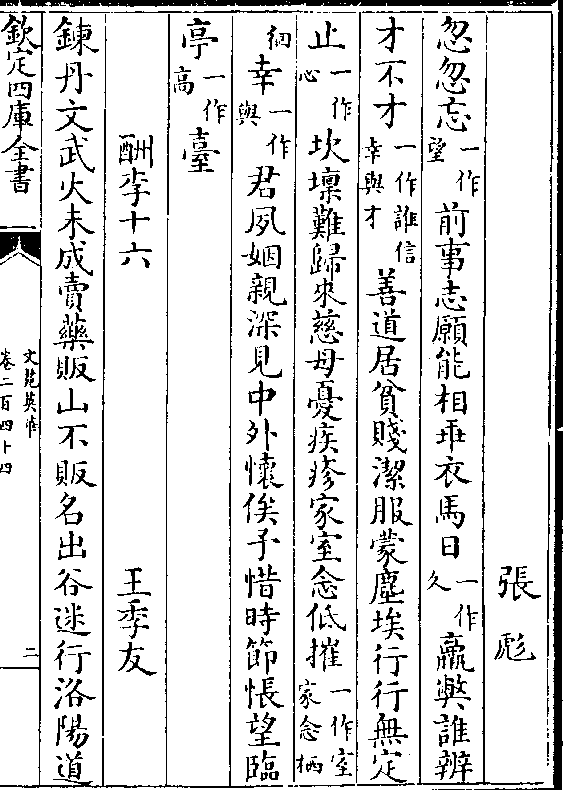 張彪
忽忽忘一作望前事志願能相乖衣馬日一作久羸弊誰辨
才不才一作誰信幸與才善道居貧賤潔服蒙塵埃行行無定
止一作心坎壈難歸來慈母憂疾疹家室念低摧一作室家念栖
徊幸一作與君夙姻親深見中外懷俟予惜時節悵望臨
亭一作高臺
酬李十六 王季友
鍊丹文武火未成賣藥販山不販名出谷迷行洛陽道
欽定四庫全書
文苑英華
卷二百四十四
二